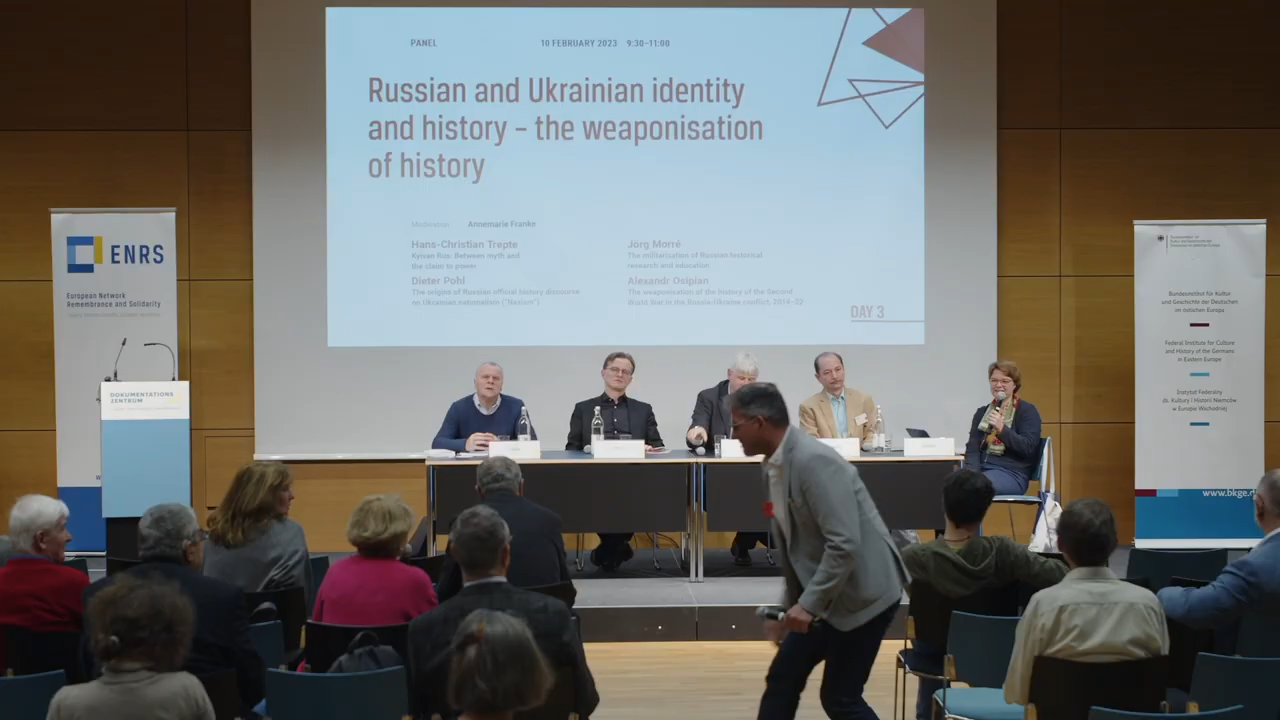 PANEL
10 FEBRUARY 2023 9:30–11:00
Russian and Ukrainian identity
and history – the weaponisation
of history
Moderation Annemarie Franke
Hans-Christian Trepte
Kyivan Rus. Between myth and
the claim to power
Dieter Pohl
The origins of Russian official history discourse
on Ukrainian nationalism ("Nazism")
Jörg Morré
The militarisation of Russian historical
research and education
Alexandr Osipian
The weaponisation of the history of the Second
World War in the Russia-Ukraine conflict, 2014–22
DAY 3
ENRS
European Network
Remembrance and Solidarity
DOKUMENTATIONS
ZENTRUM
Bundesinstitut für Kultur
und Geschichte der Deutschen
im östlichen Europa
Federal Institute for Culture
and History of the Germans
in Eastern Europe
Instytut Federalny
ds. Kultury i Historii Niemców
w Europie Wschodniej
www.bkge.d